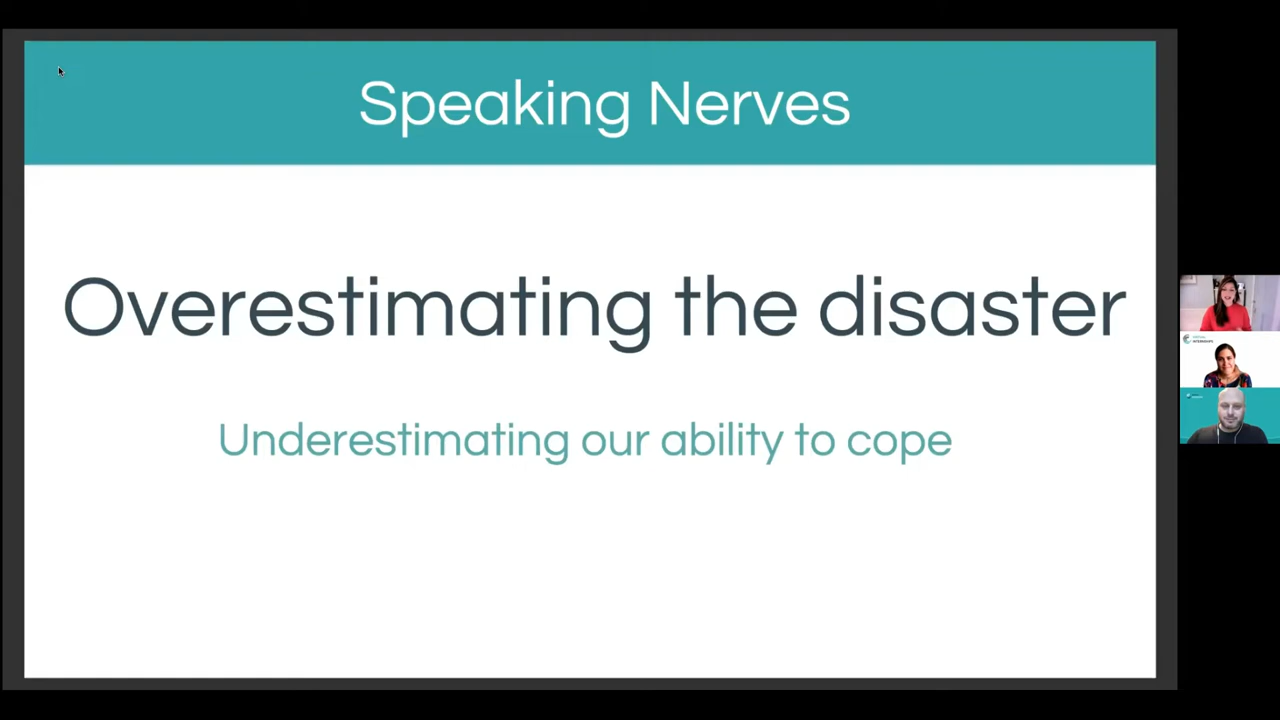 Speaking Nerves
Overestimating the disaster
Underestimating our ability to cope